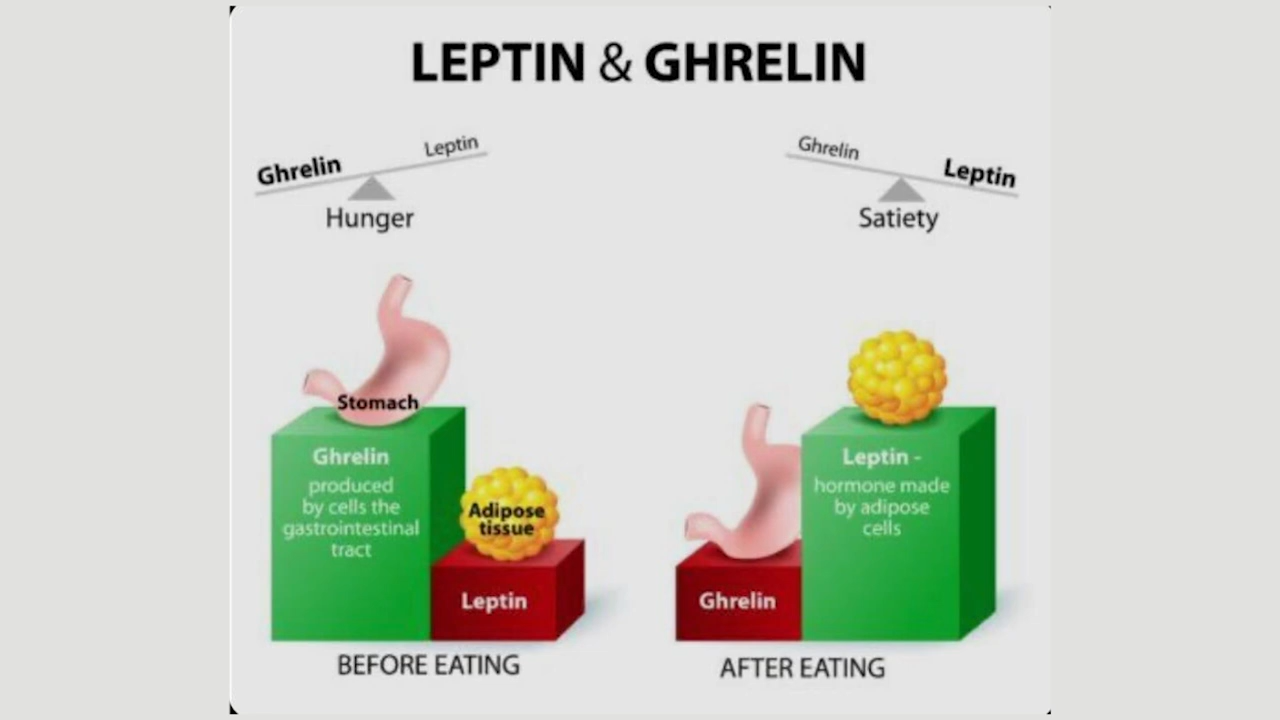 LEPTIN & GHRELIN
Ghrelin
Leptin
Hunger
Ghrelin
Leptin
Satiety
Stomach
Ghrelin
produced
by cells the
gastrointestinal
tract
Adipose
tissue
Leptin
BEFORE EATING
Leptin -
hormone made
by adipose
cells
Ghrelin
AFTER EATING